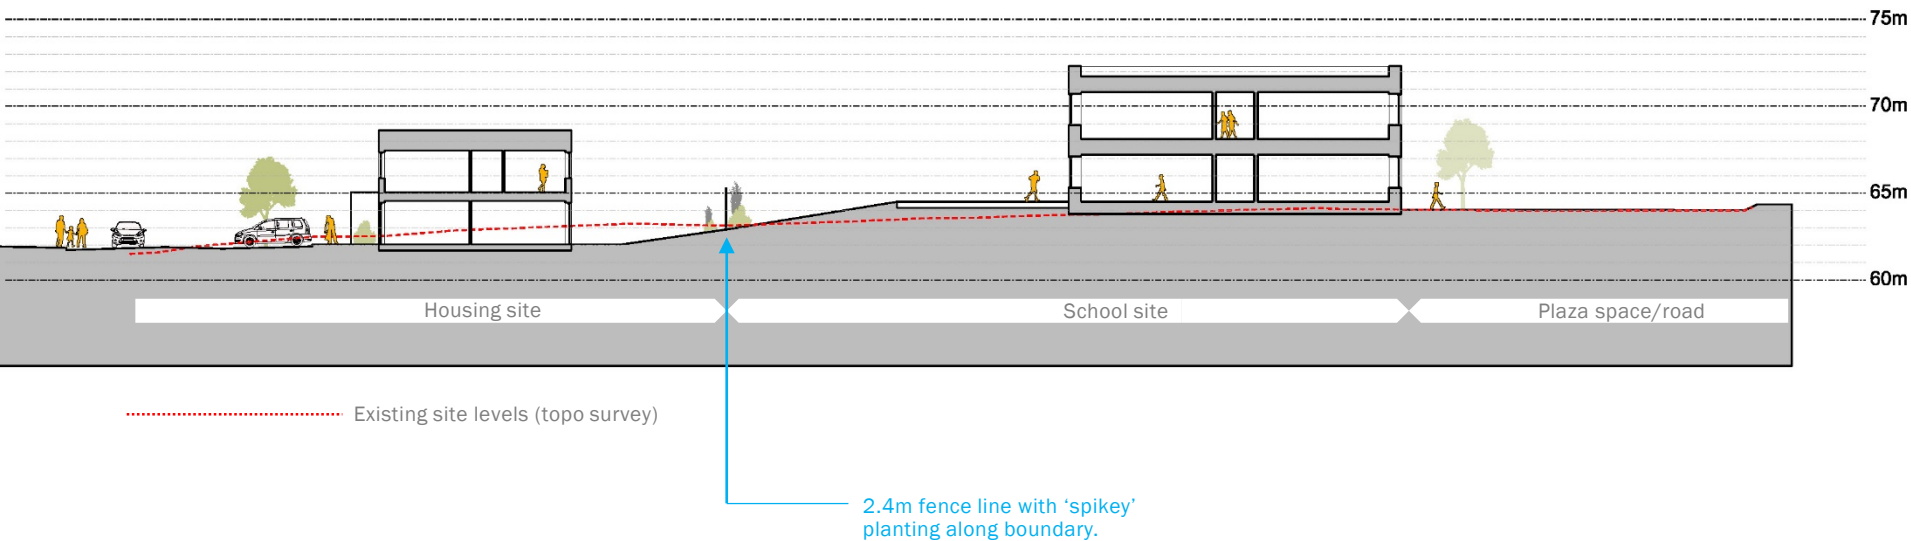 75m
70m
65m
60m
Housing site
School site
Plaza space/road
Existing site levels (topo survey)
2.4m fence line with ‘spikey’
planting along boundary.